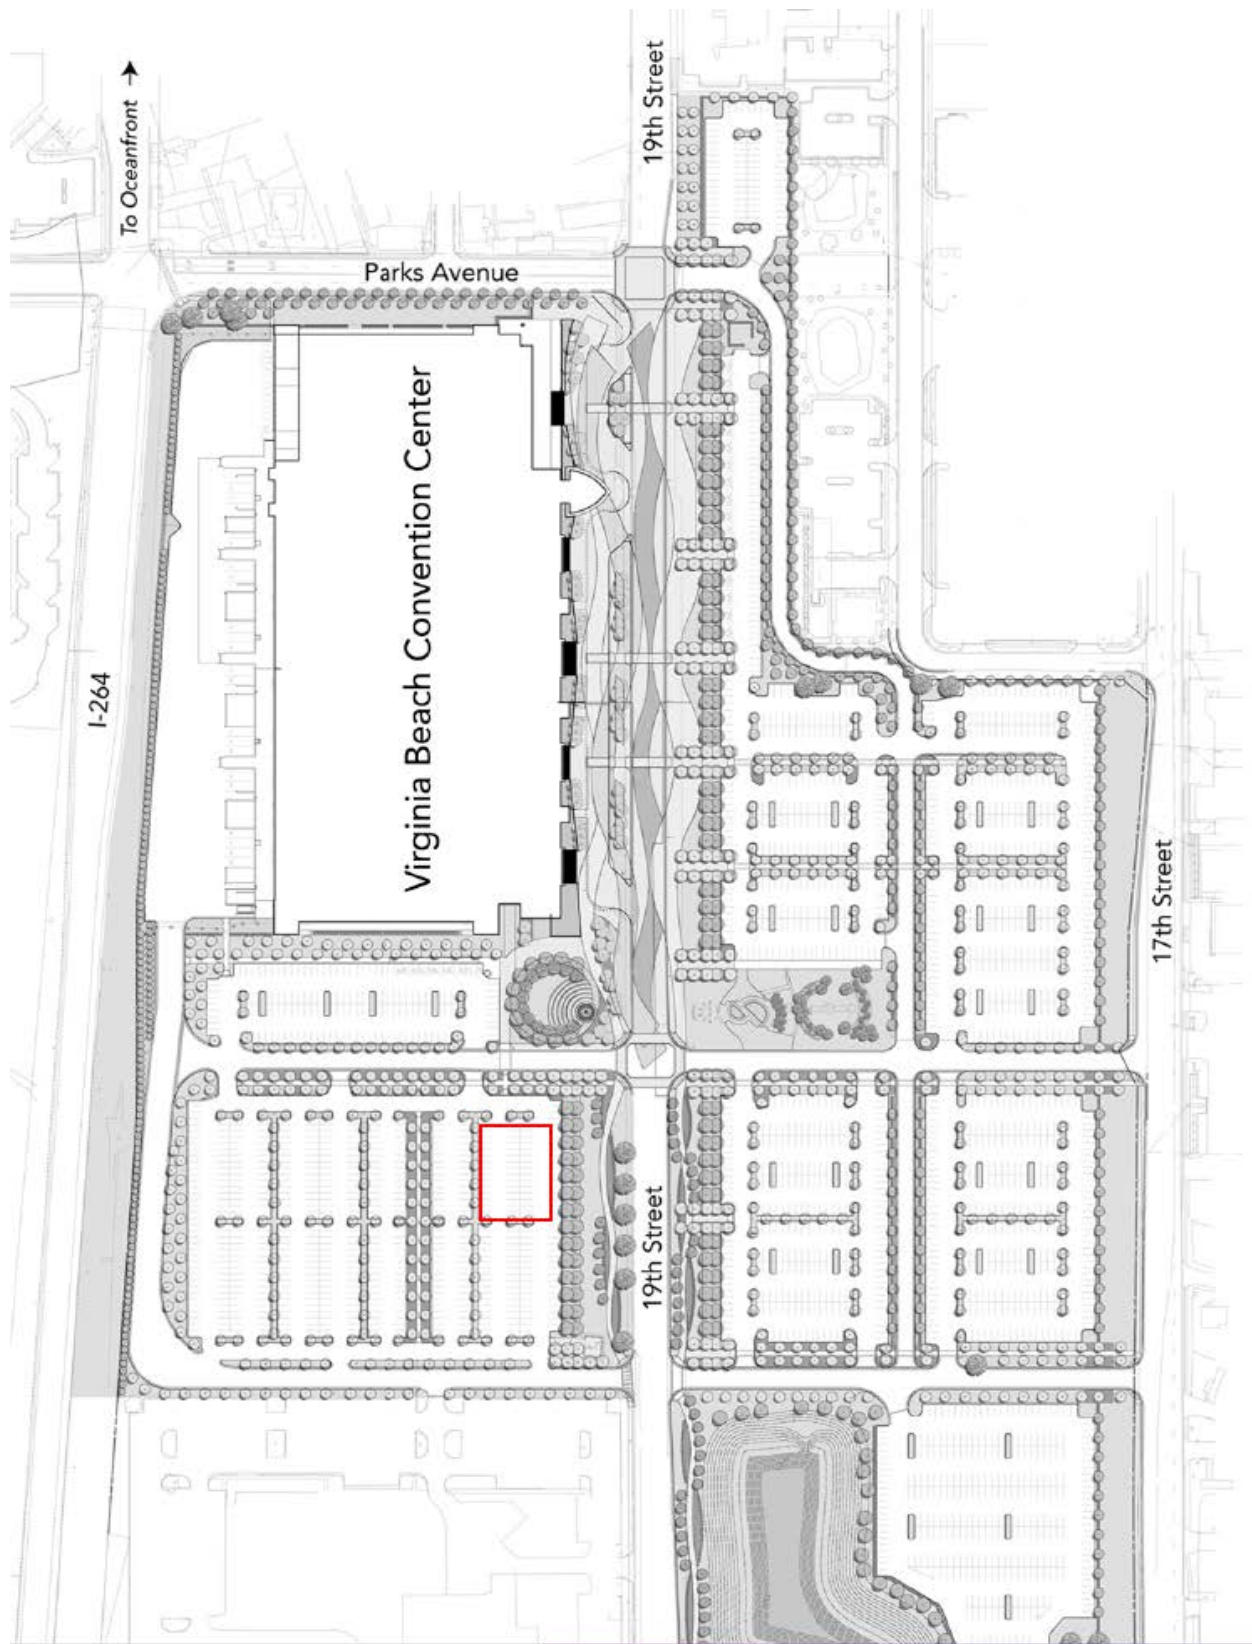 19th Street
To Oceanfront →
Parks Avenue
Virginia Beach Convention Center
I-264
17th Street
19th Street